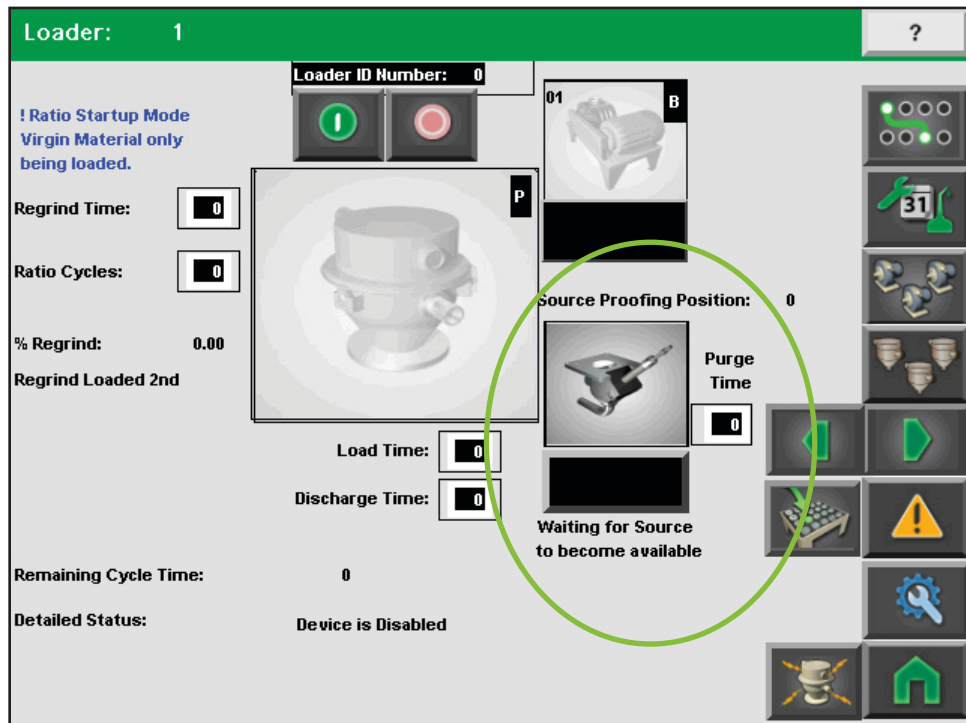 Loader: 1
?
Loader ID Number: 0
01
B
! Ratio Startup Mode
Virgin Material only
being loaded.
31
P
Regrind Time: 0
Ratio Cycles: 0
Source Proofing Position: 0
% Regrind: 0.00
Purge
Time
Regrind Loaded 2nd
0
Load Time: 0
Discharge Time: 0
Waiting for Source
to become available
Remaining Cycle Time: 0
Detailed Status: Device is Disabled